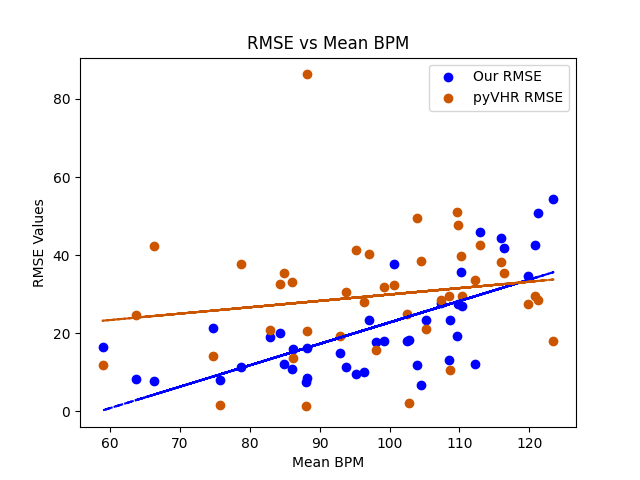 RMSE vs Mean BPM
Our RMSE
pyVHR RMSE
RMSE Values
80
60
40
20
0
60 70 80 90 100 110 120
Mean BPM